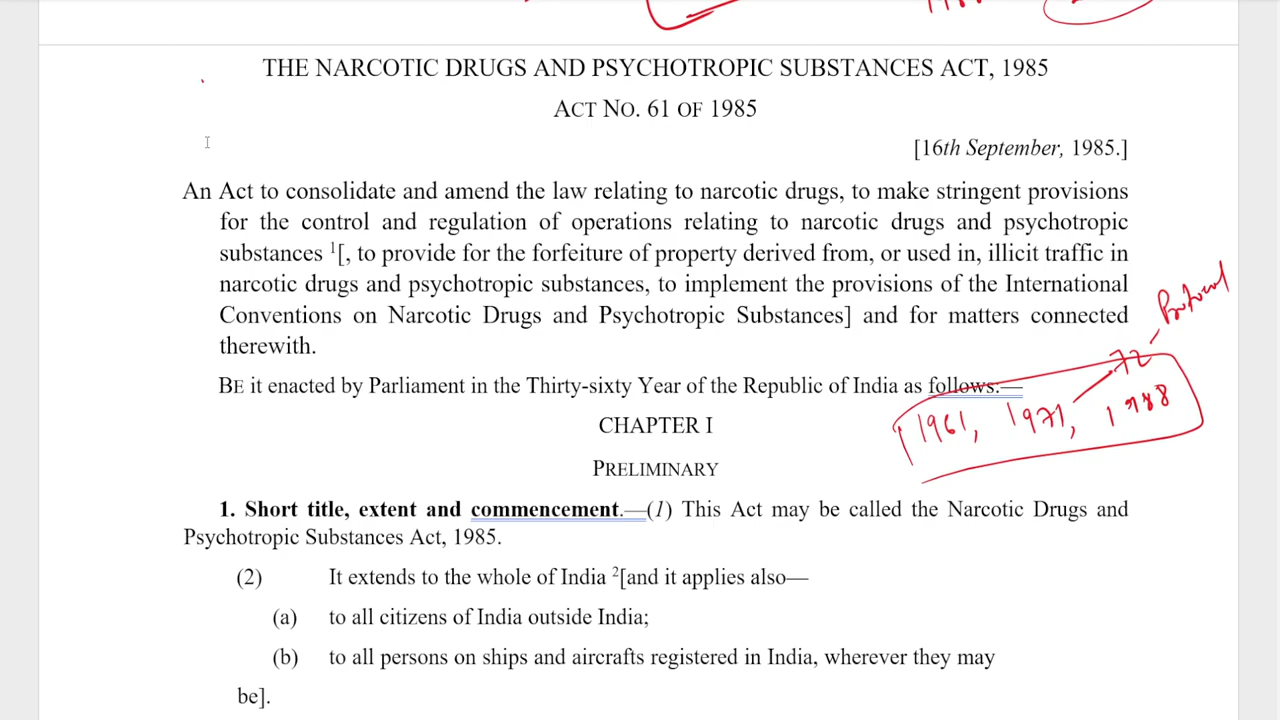 THE NARCOTIC DRUGS AND PSYCHOTROPIC SUBSTANCES ACT, 1985
ACT NO. 61 OF 1985
[16th September, 1985.]
An Act to consolidate and amend the law relating to narcotic drugs, to make stringent provisions
for the control and regulation of operations relating to narcotic drugs and psychotropic
substances 1[, to provide for the forfeiture of property derived from, or used in, illicit traffic in
narcotic drugs and psychotropic substances, to implement the provisions of the International
Conventions on Narcotic Drugs and Psychotropic Substances] and for matters connected
therewith.
Protocol
72
BE it enacted by Parliament in the Thirty-sixty Year of the Republic of India as follows:—
1961, 1971, 1988
CHAPTER I
PRELIMINARY
1. Short title, extent and commencement.—(1) This Act may be called the Narcotic Drugs and
Psychotropic Substances Act, 1985.
(2) It extends to the whole of India 2[and it applies also—
(a) to all citizens of India outside India;
(b) to all persons on ships and aircrafts registered in India, wherever they may
be].